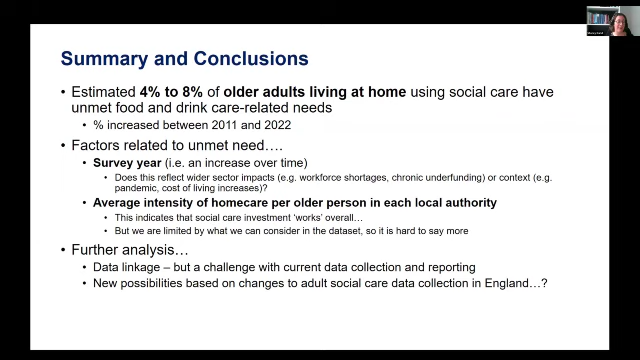 Summary and Conclusions
• Estimated 4% to 8% of older adults living at home using social care have
unmet food and drink care-related needs
• % increased between 2011 and 2022
• Factors related to unmet need….
• Survey year (i.e. an increase over time)
• Does this reflect wider sector impacts (e.g. workforce shortages, chronic underfunding) or context (e.g.
pandemic, cost of living increases)?
• Average intensity of homecare per older person in each local authority
• This indicates that social care investment ‘works’ overall…
• But we are limited by what we can consider in the dataset, so it is hard to say more
• Further analysis…
• Data linkage – but a challenge with current data collection and reporting
• New possibilities based on changes to adult social care data collection in England…?